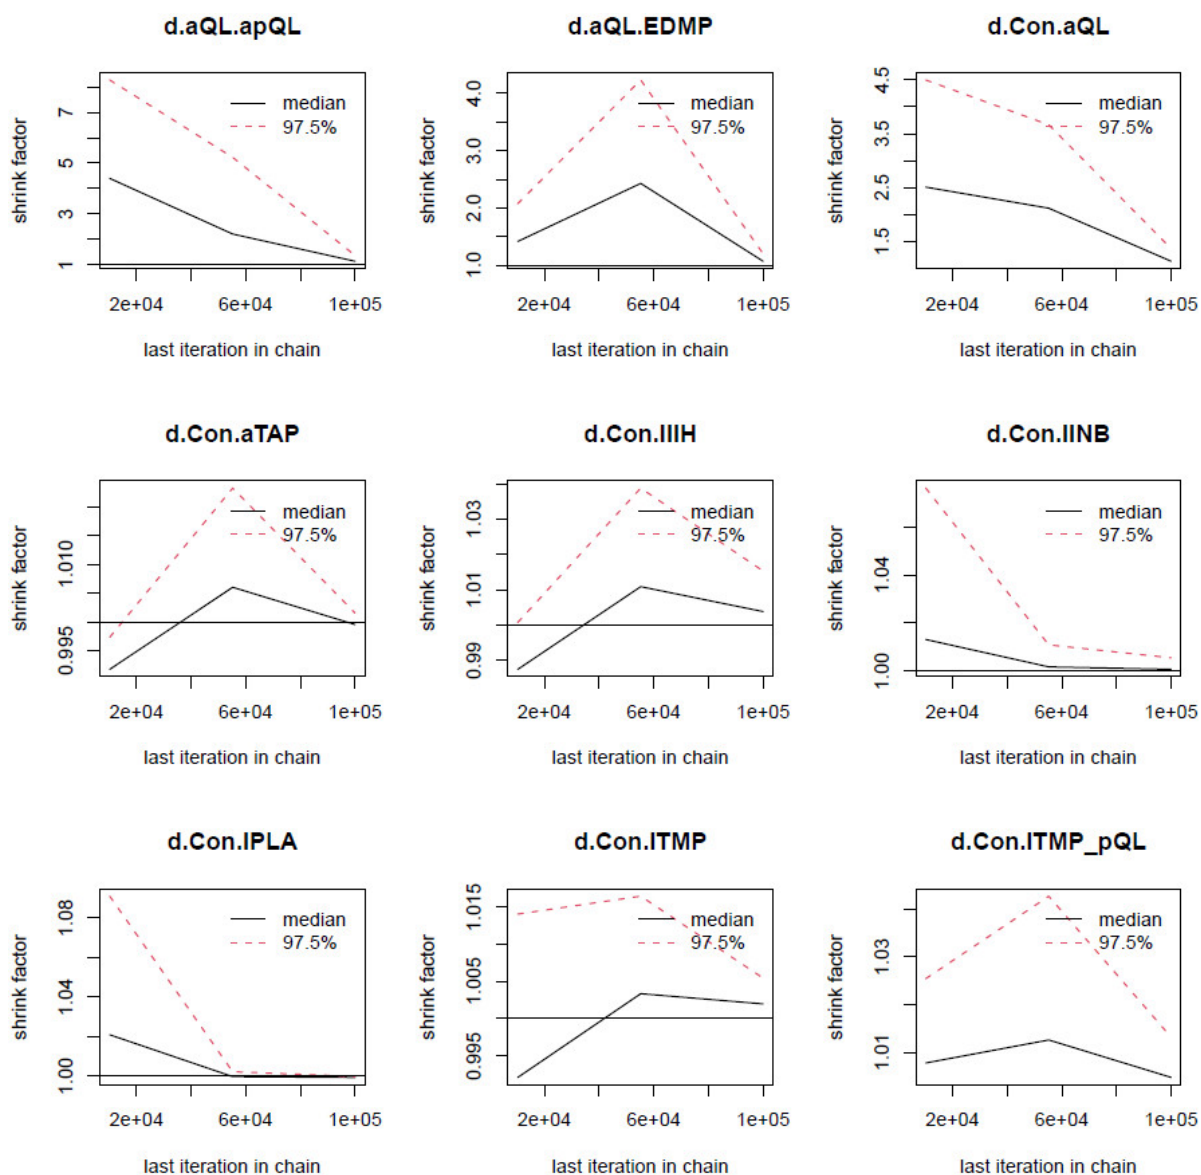 d.aQL.apQL
shrink factor
7
5
3
1
median
97.5%
2e+04 6e+04 1e+05
last iteration in chain
d.aQL.EDMP
shrink factor
4.0
3.0
2.0
1.0
median
97.5%
2e+04 6e+04 1e+05
last iteration in chain
d.Con.aQL
shrink factor
4.5
3.5
2.5
1.5
median
97.5%
2e+04 6e+04 1e+05
last iteration in chain
d.Con.aTAP
shrink factor
1.010
0.995
median
97.5%
2e+04 6e+04 1e+05
last iteration in chain
d.Con.IIIH
shrink factor
1.03
1.01
0.99
median
97.5%
2e+04 6e+04 1e+05
last iteration in chain
d.Con.IINB
shrink factor
1.04
1.00
median
97.5%
2e+04 6e+04 1e+05
last iteration in chain
d.Con.IPLA
shrink factor
1.08
1.04
1.00
median
97.5%
2e+04 6e+04 1e+05
last iteration in chain
d.Con.ITMP
shrink factor
1.015
1.005
0.995
median
97.5%
2e+04 6e+04 1e+05
last iteration in chain
d.Con.ITMP_pQL
shrink factor
1.03
1.01
median
97.5%
2e+04 6e+04 1e+05
last iteration in chain